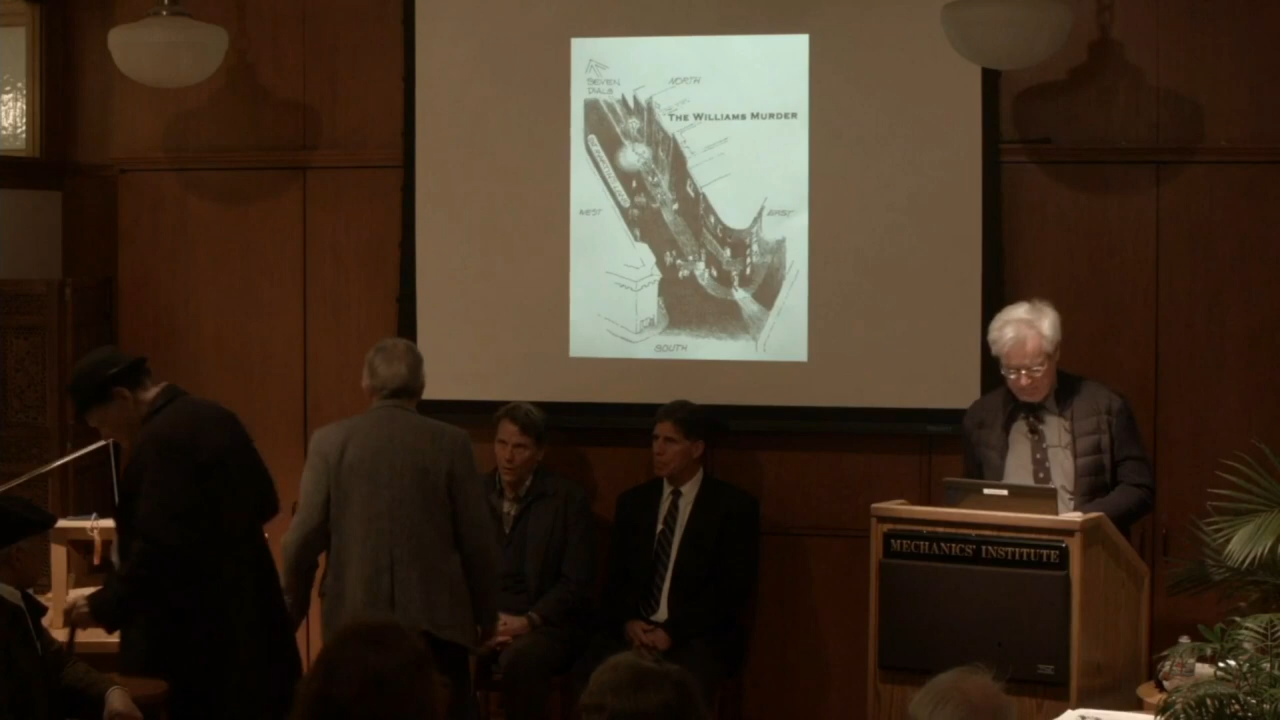 SEVEN
DIALS
NORTH
THE WILLIAMS MURDER
WEST
EAST
SOUTH
MECHANICS' INSTITUTE